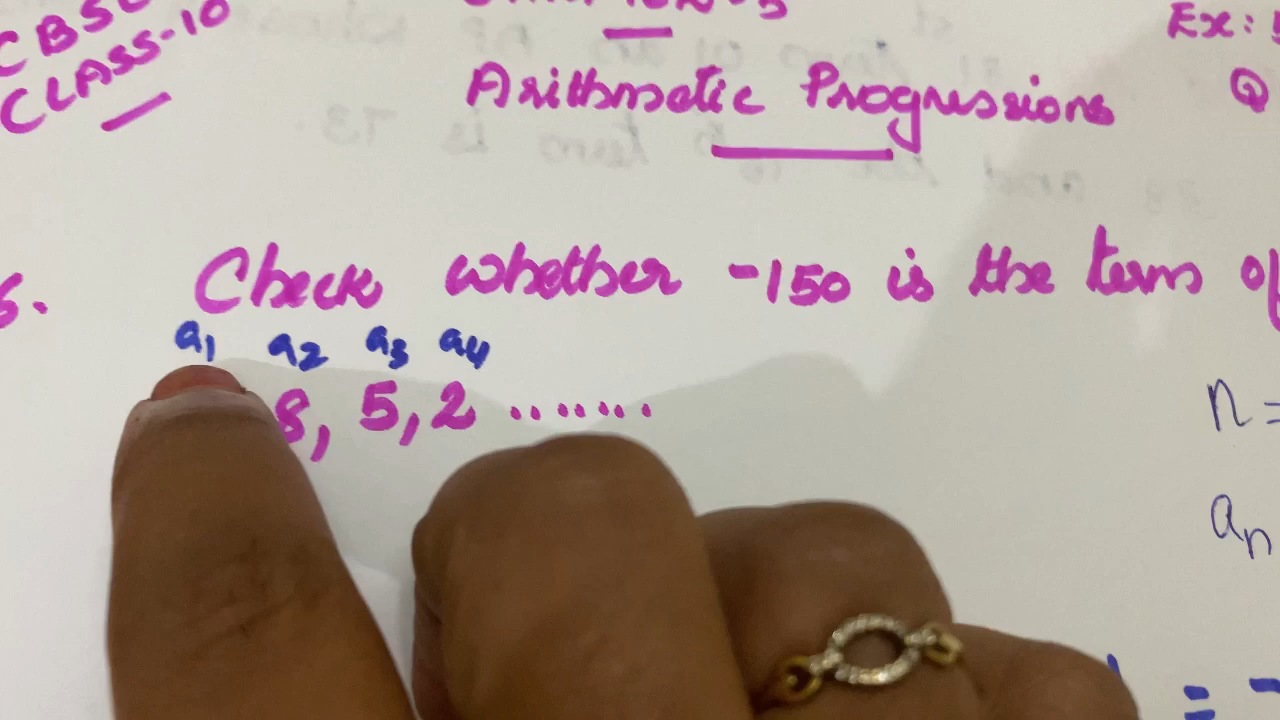 CBSE
CLASS-10
Arithmetic Progressions
Ex:
Q
Check whether -150 is the term of
a1 a2 a3 a4
8, 5, 2 .......
n =
an
= -